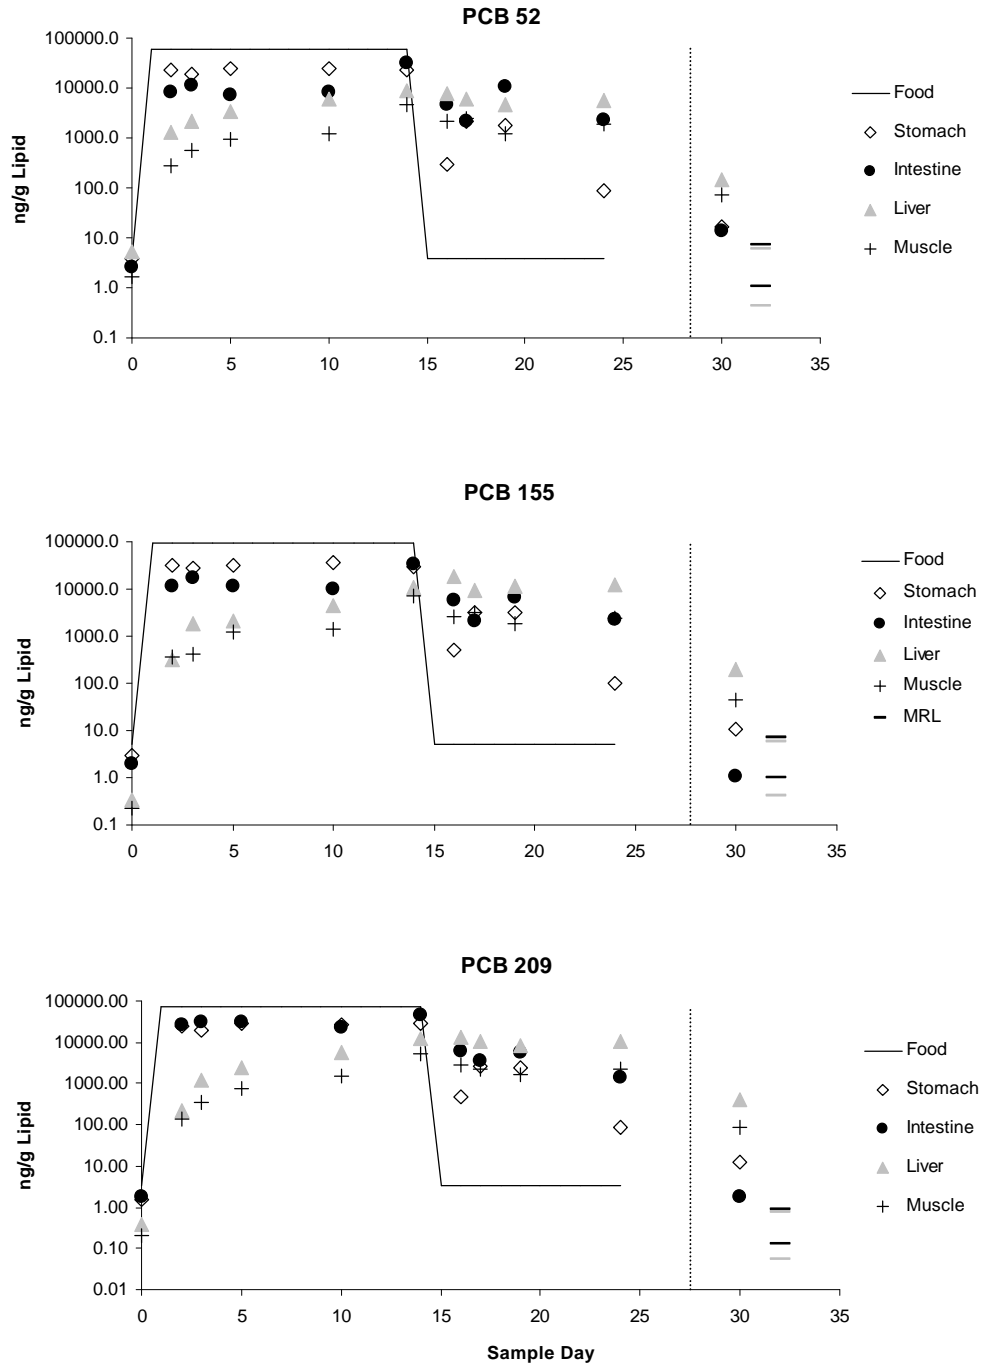 PCB 52
100000.0
10000.0
1000.0
100.0
10.0
1.0
0.1
ng/g Lipid
0 5 10 15 20 25 30 35
Food
Stomach
Intestine
Liver
Muscle
PCB 155
100000.0
10000.0
1000.0
100.0
10.0
1.0
0.1
ng/g Lipid
0 5 10 15 20 25 30 35
Food
Stomach
Intestine
Liver
Muscle
MRL
PCB 209
100000.00
10000.00
1000.00
100.00
10.00
1.00
0.10
0.01
ng/g Lipid
0 5 10 15 20 25 30 35
Food
Stomach
Intestine
Liver
Muscle
Sample Day